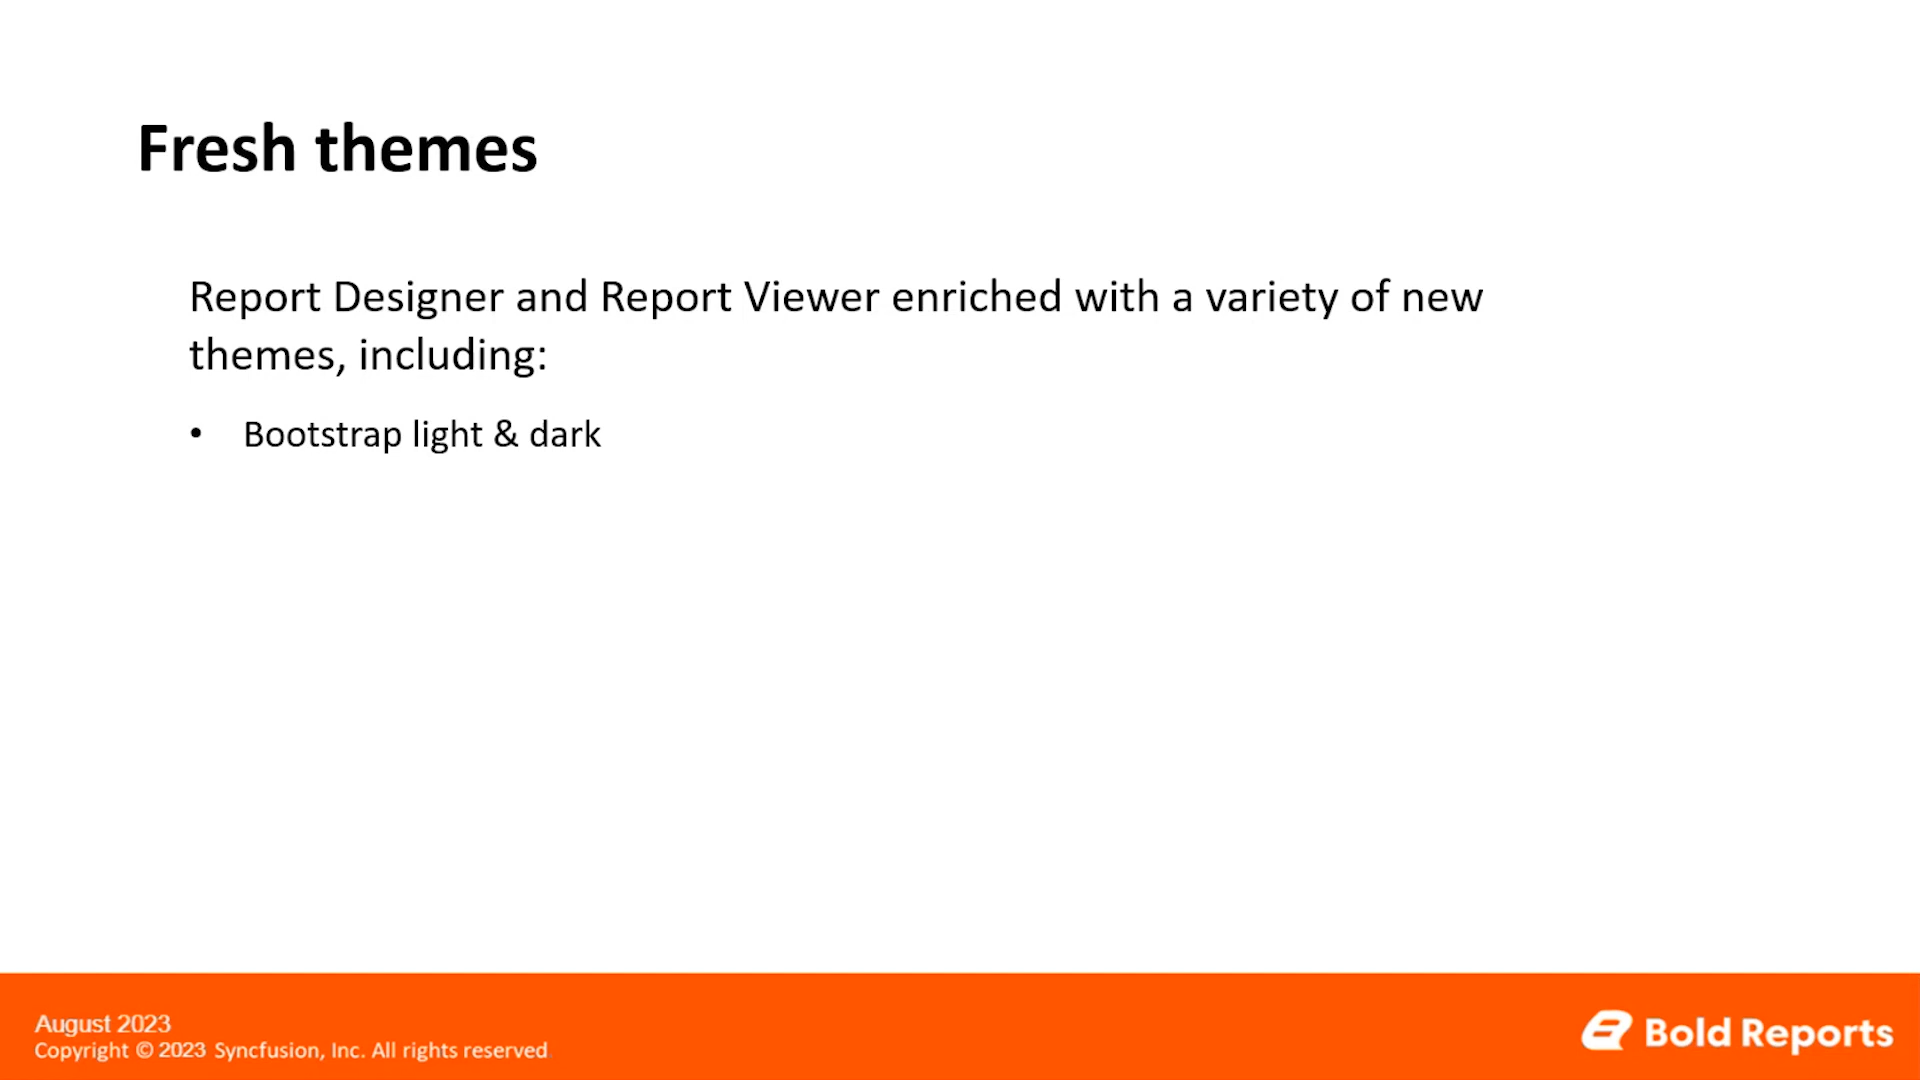 Fresh themes
Report Designer and Report Viewer enriched with a variety of new
themes, including:
• Bootstrap light & dark
August 2023
Copyright © 2023 Syncfusion, Inc. All rights reserved.
Bold Reports